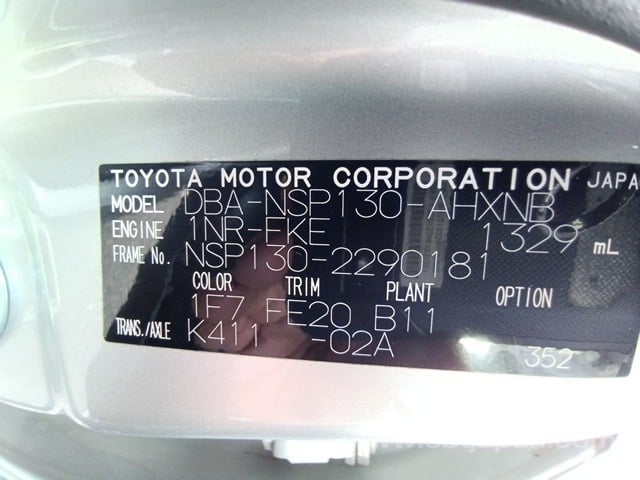 TOYOTA MOTOR CORPORATION JAPA
MODEL DBA-NSP130-AHXNB
ENGINE 1NR-FKE 1329 mL
FRAME No. NSP130-2290181
COLOR TRIM PLANT OPTION
1F7 FE20 B11
TRANS./AXLE K411 -02A
352